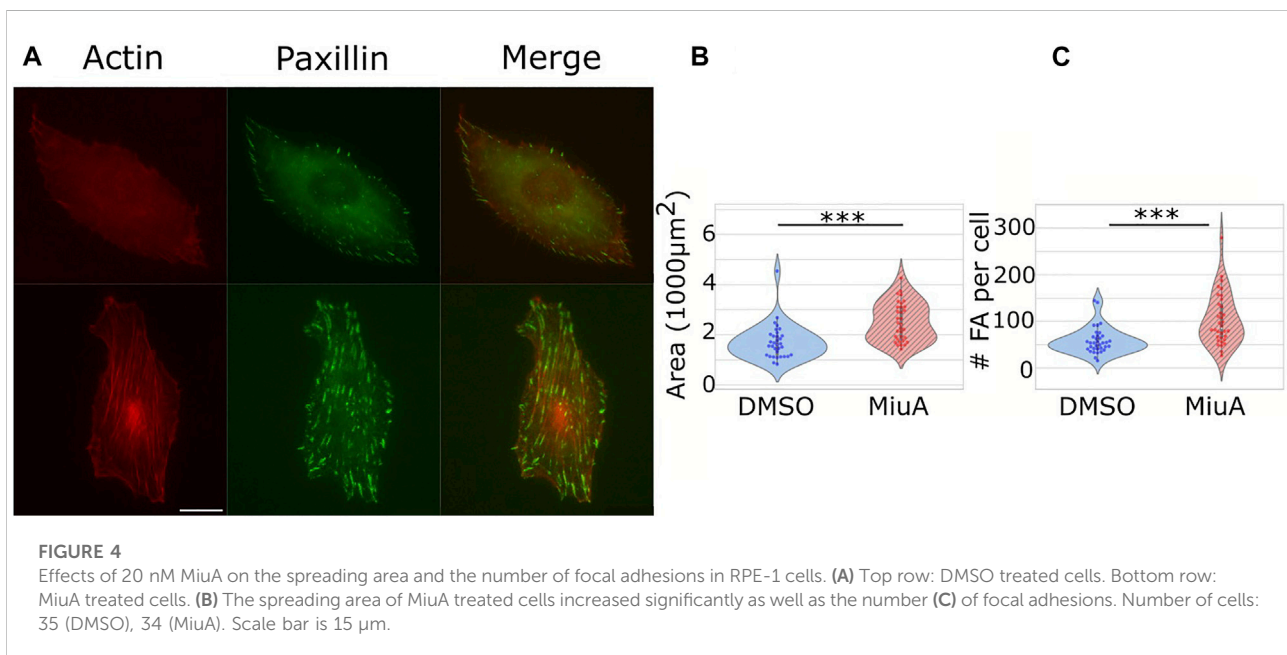 A
Actin
Paxillin
Merge
B
C
Area (1000μm²)
6
4
2
0
***
DMSO
MiuA
# FA per cell
300
200
100
0
***
DMSO
MiuA
FIGURE 4
Effects of 20 nM MiuA on the spreading area and the number of focal adhesions in RPE-1 cells. (A) Top row: DMSO treated cells. Bottom row:
MiuA treated cells. (B) The spreading area of MiuA treated cells increased significantly as well as the number (C) of focal adhesions. Number of cells:
35 (DMSO), 34 (MiuA). Scale bar is 15 μm.